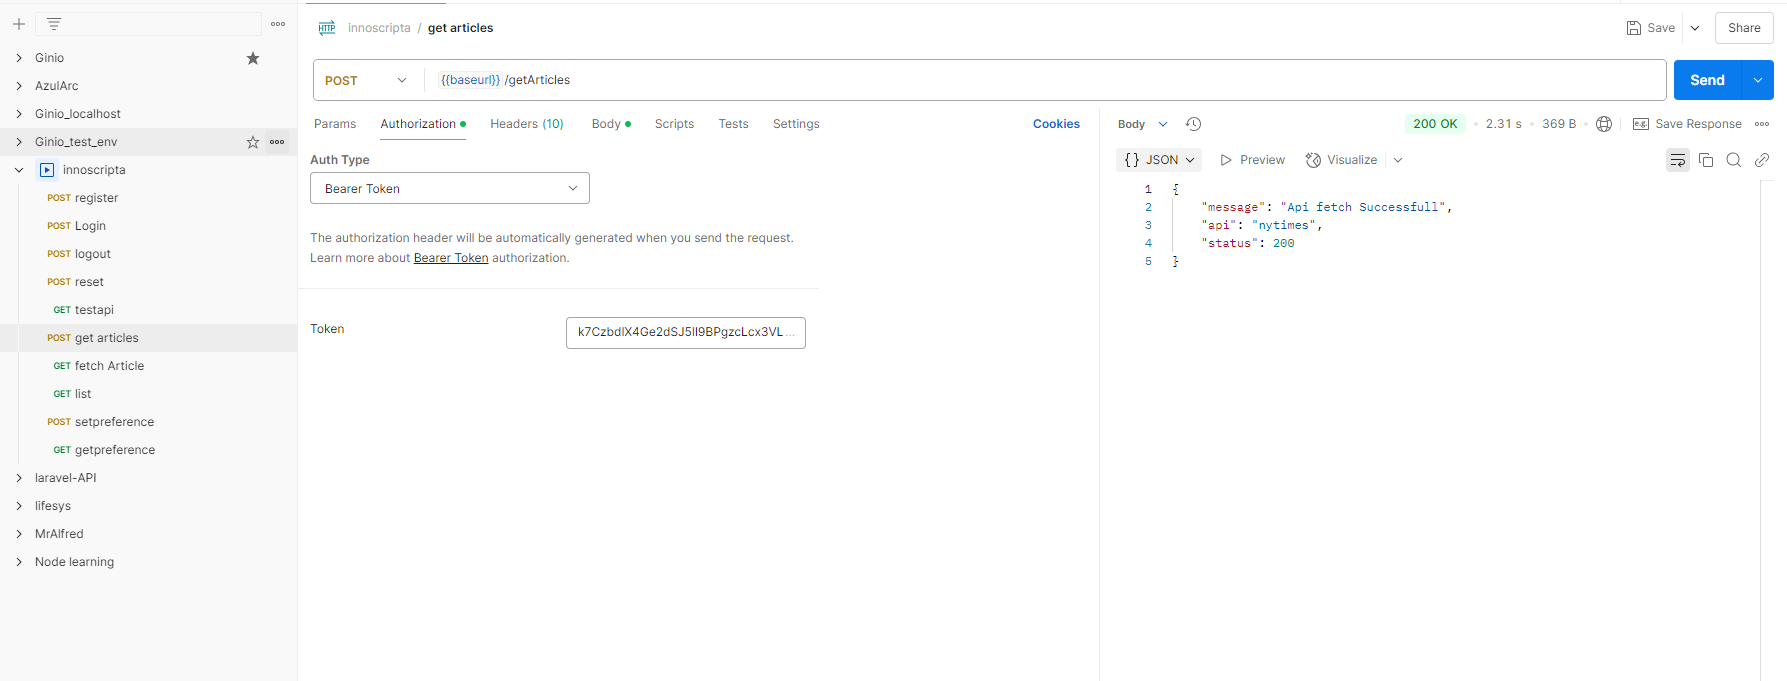 innoscripta / get articles
Save
Share
POST
{{baseurl}} /getArticles
Send
Ginio
AzulArc
Ginio_localhost
Ginio_test_env
innoscripta
POST register
POST Login
POST logout
POST reset
GET testapi
POST get articles
GET fetch Article
GET list
POST setpreference
GET getpreference
laravel-API
lifesys
MrAlfred
Node learning
Params Authorization Headers (10) Body Scripts Tests Settings Cookies
Auth Type
Bearer Token
The authorization header will be automatically generated when you send the request.
Learn more about Bearer Token authorization.
Token
Body 200 OK 2.31 s 369 B e.g. Save Response
{} JSON Preview Visualize
1 {
2 "message": "Api fetch Successfull",
3 "api": "nytimes",
4 "status": 200
5 }